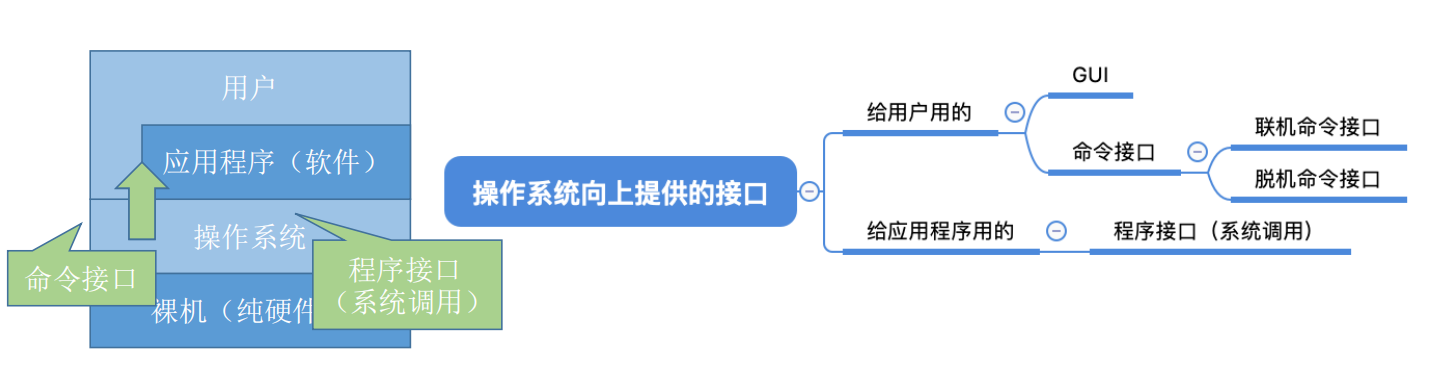 用户
应用程序（软件）
操作系统
命令接口
程序接口
（系统调用）
裸机（纯硬件
操作系统向上提供的接口
给用户用的
GUI
命令接口
联机命令接口
脱机命令接口
给应用程序用的
程序接口（系统调用）